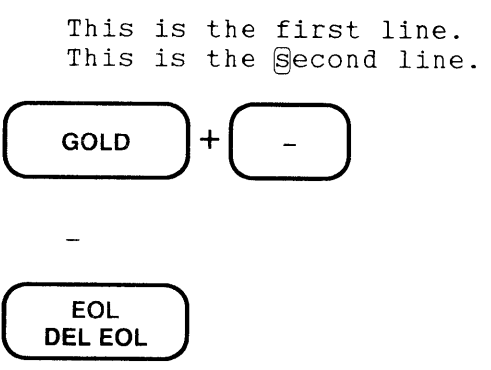 This is the first line.
This is the second line.
GOLD + -
-
EOL
DEL EOL